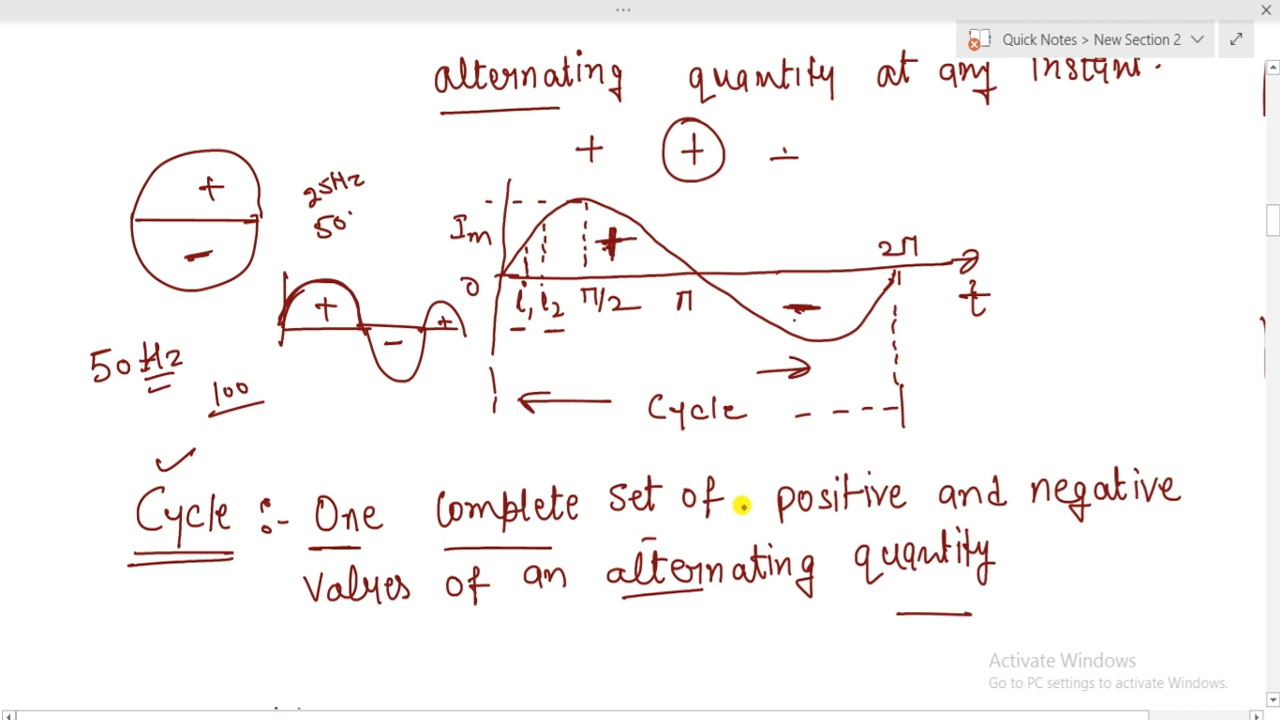 ...
Quick Notes > New Section 2
alternating quantity at any instant.
+ + ÷
+
-
25Hz
50
Im
+
2π
0
i1 i2 π/2 π
-
t
+
-
+
50Hz
100
Cycle
Cycle :- One complete set of positive and negative
values of an alternating quantity
Activate Windows
Go to PC settings to activate Windows.